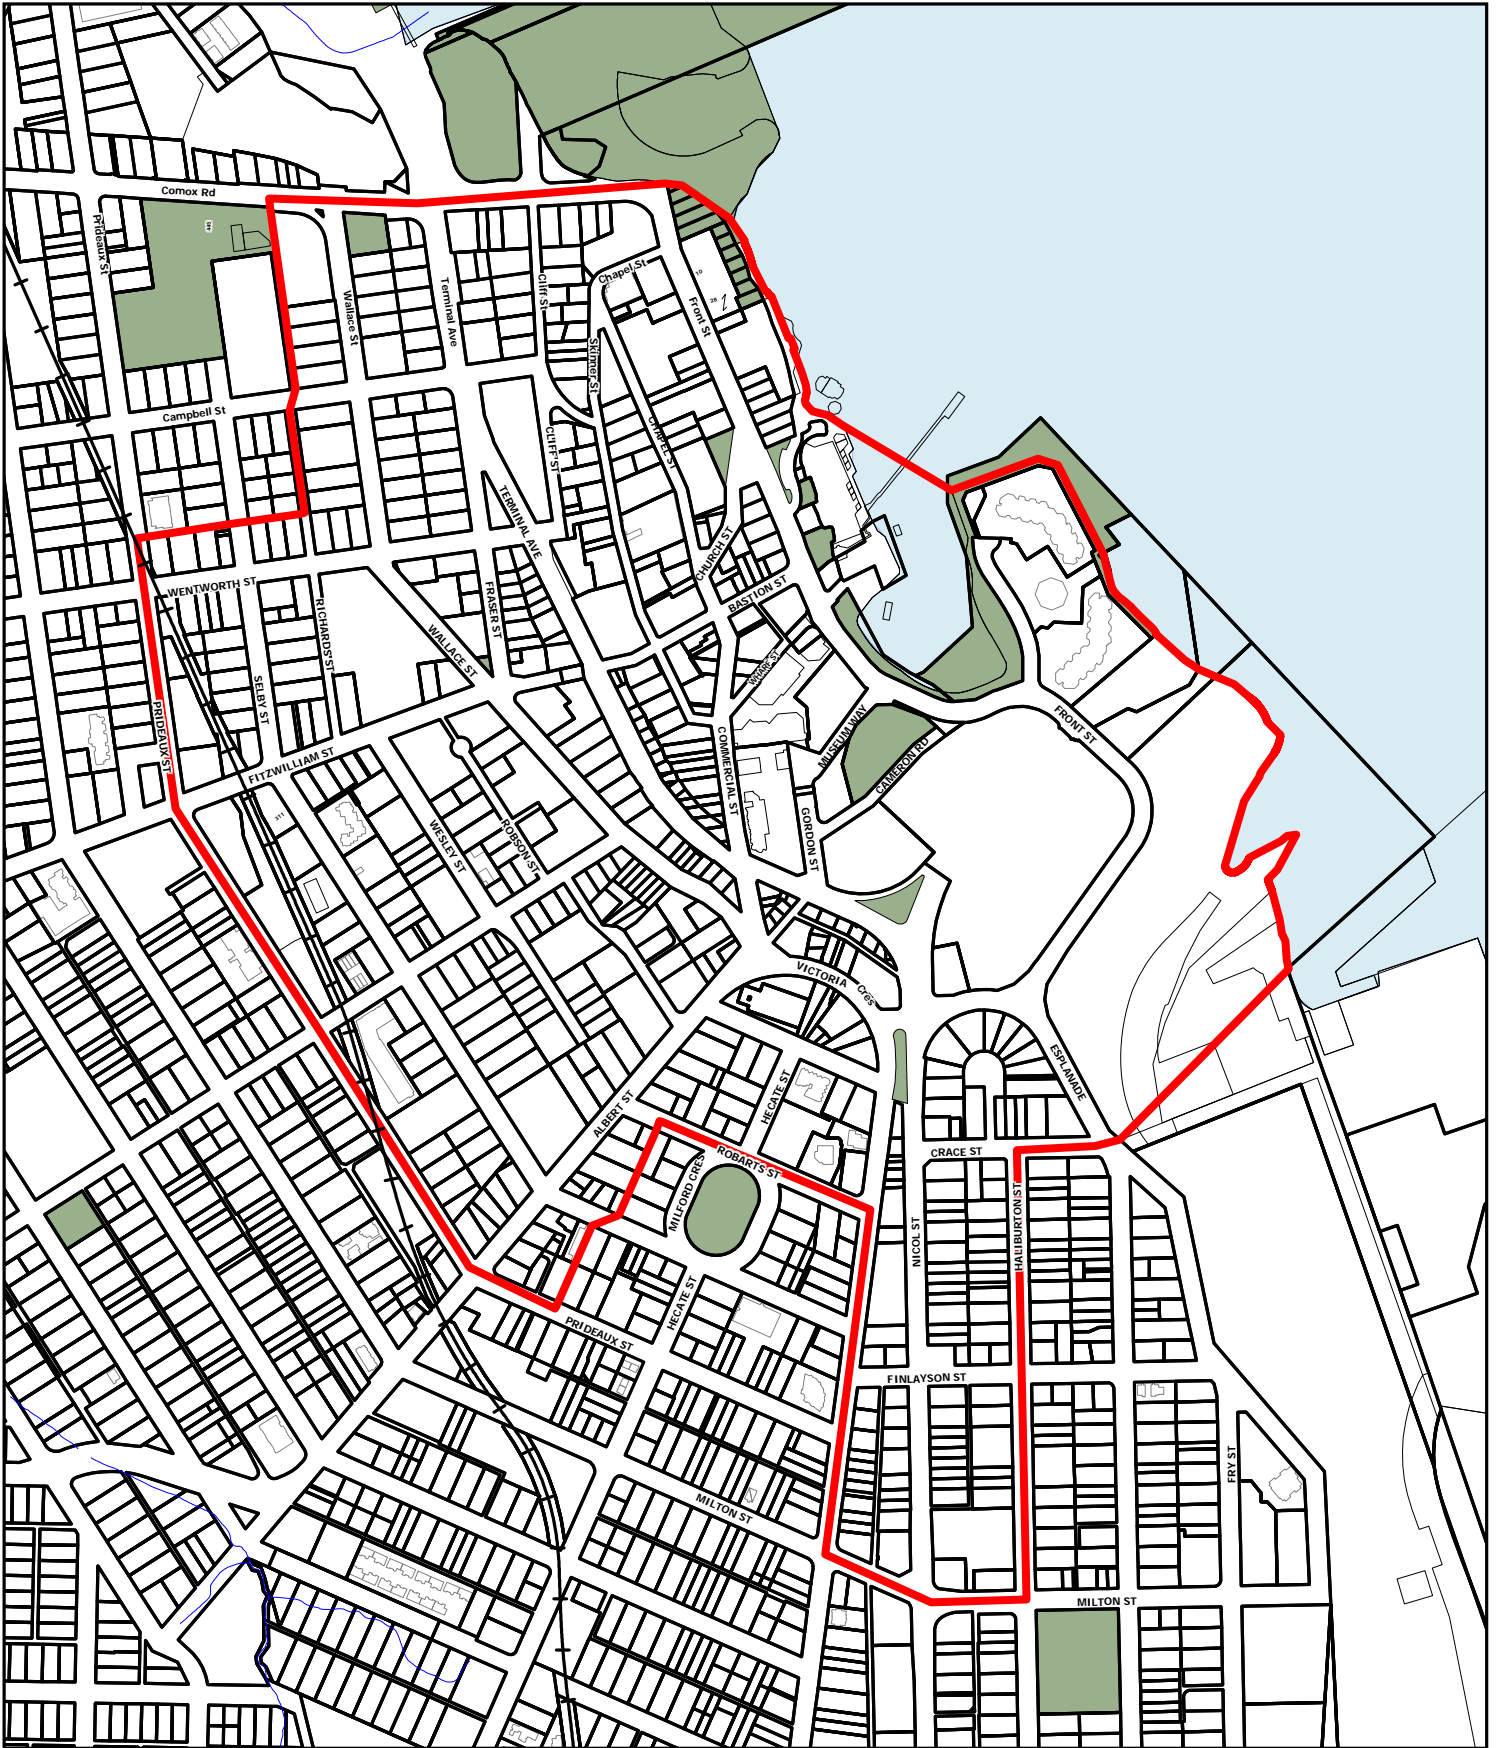 Comox Rd
Prideaux St
Chapel St
Cliff St
Terminal Ave
Wallace St
Front St
10
28
Skinner St
Campbell St
CHAPEL ST
CLIFF ST
TERMINAL AVE
CHURCH ST
WENTWORTH ST
BASTION ST
FRASER ST
RICHARDS ST
WALLACE ST
WHARF ST
SELBY ST
PRIDEAUX ST
FRONT ST
MUSEUM WAY
COMMERCIAL ST
CAMERON RD
FITZWILLIAM ST
311
WESLEY ST
ROBSON ST
GORDON ST
VICTORIA Cres
ESPLANADE
HECATE ST
ALBERT ST
ROBARTS ST
CRACE ST
MILFORD CRES
NICOL ST
HALIBURTON ST
HECATE ST
PRIDEAUX ST
FINLAYSON ST
FRY ST
MILTON ST
MILTON ST